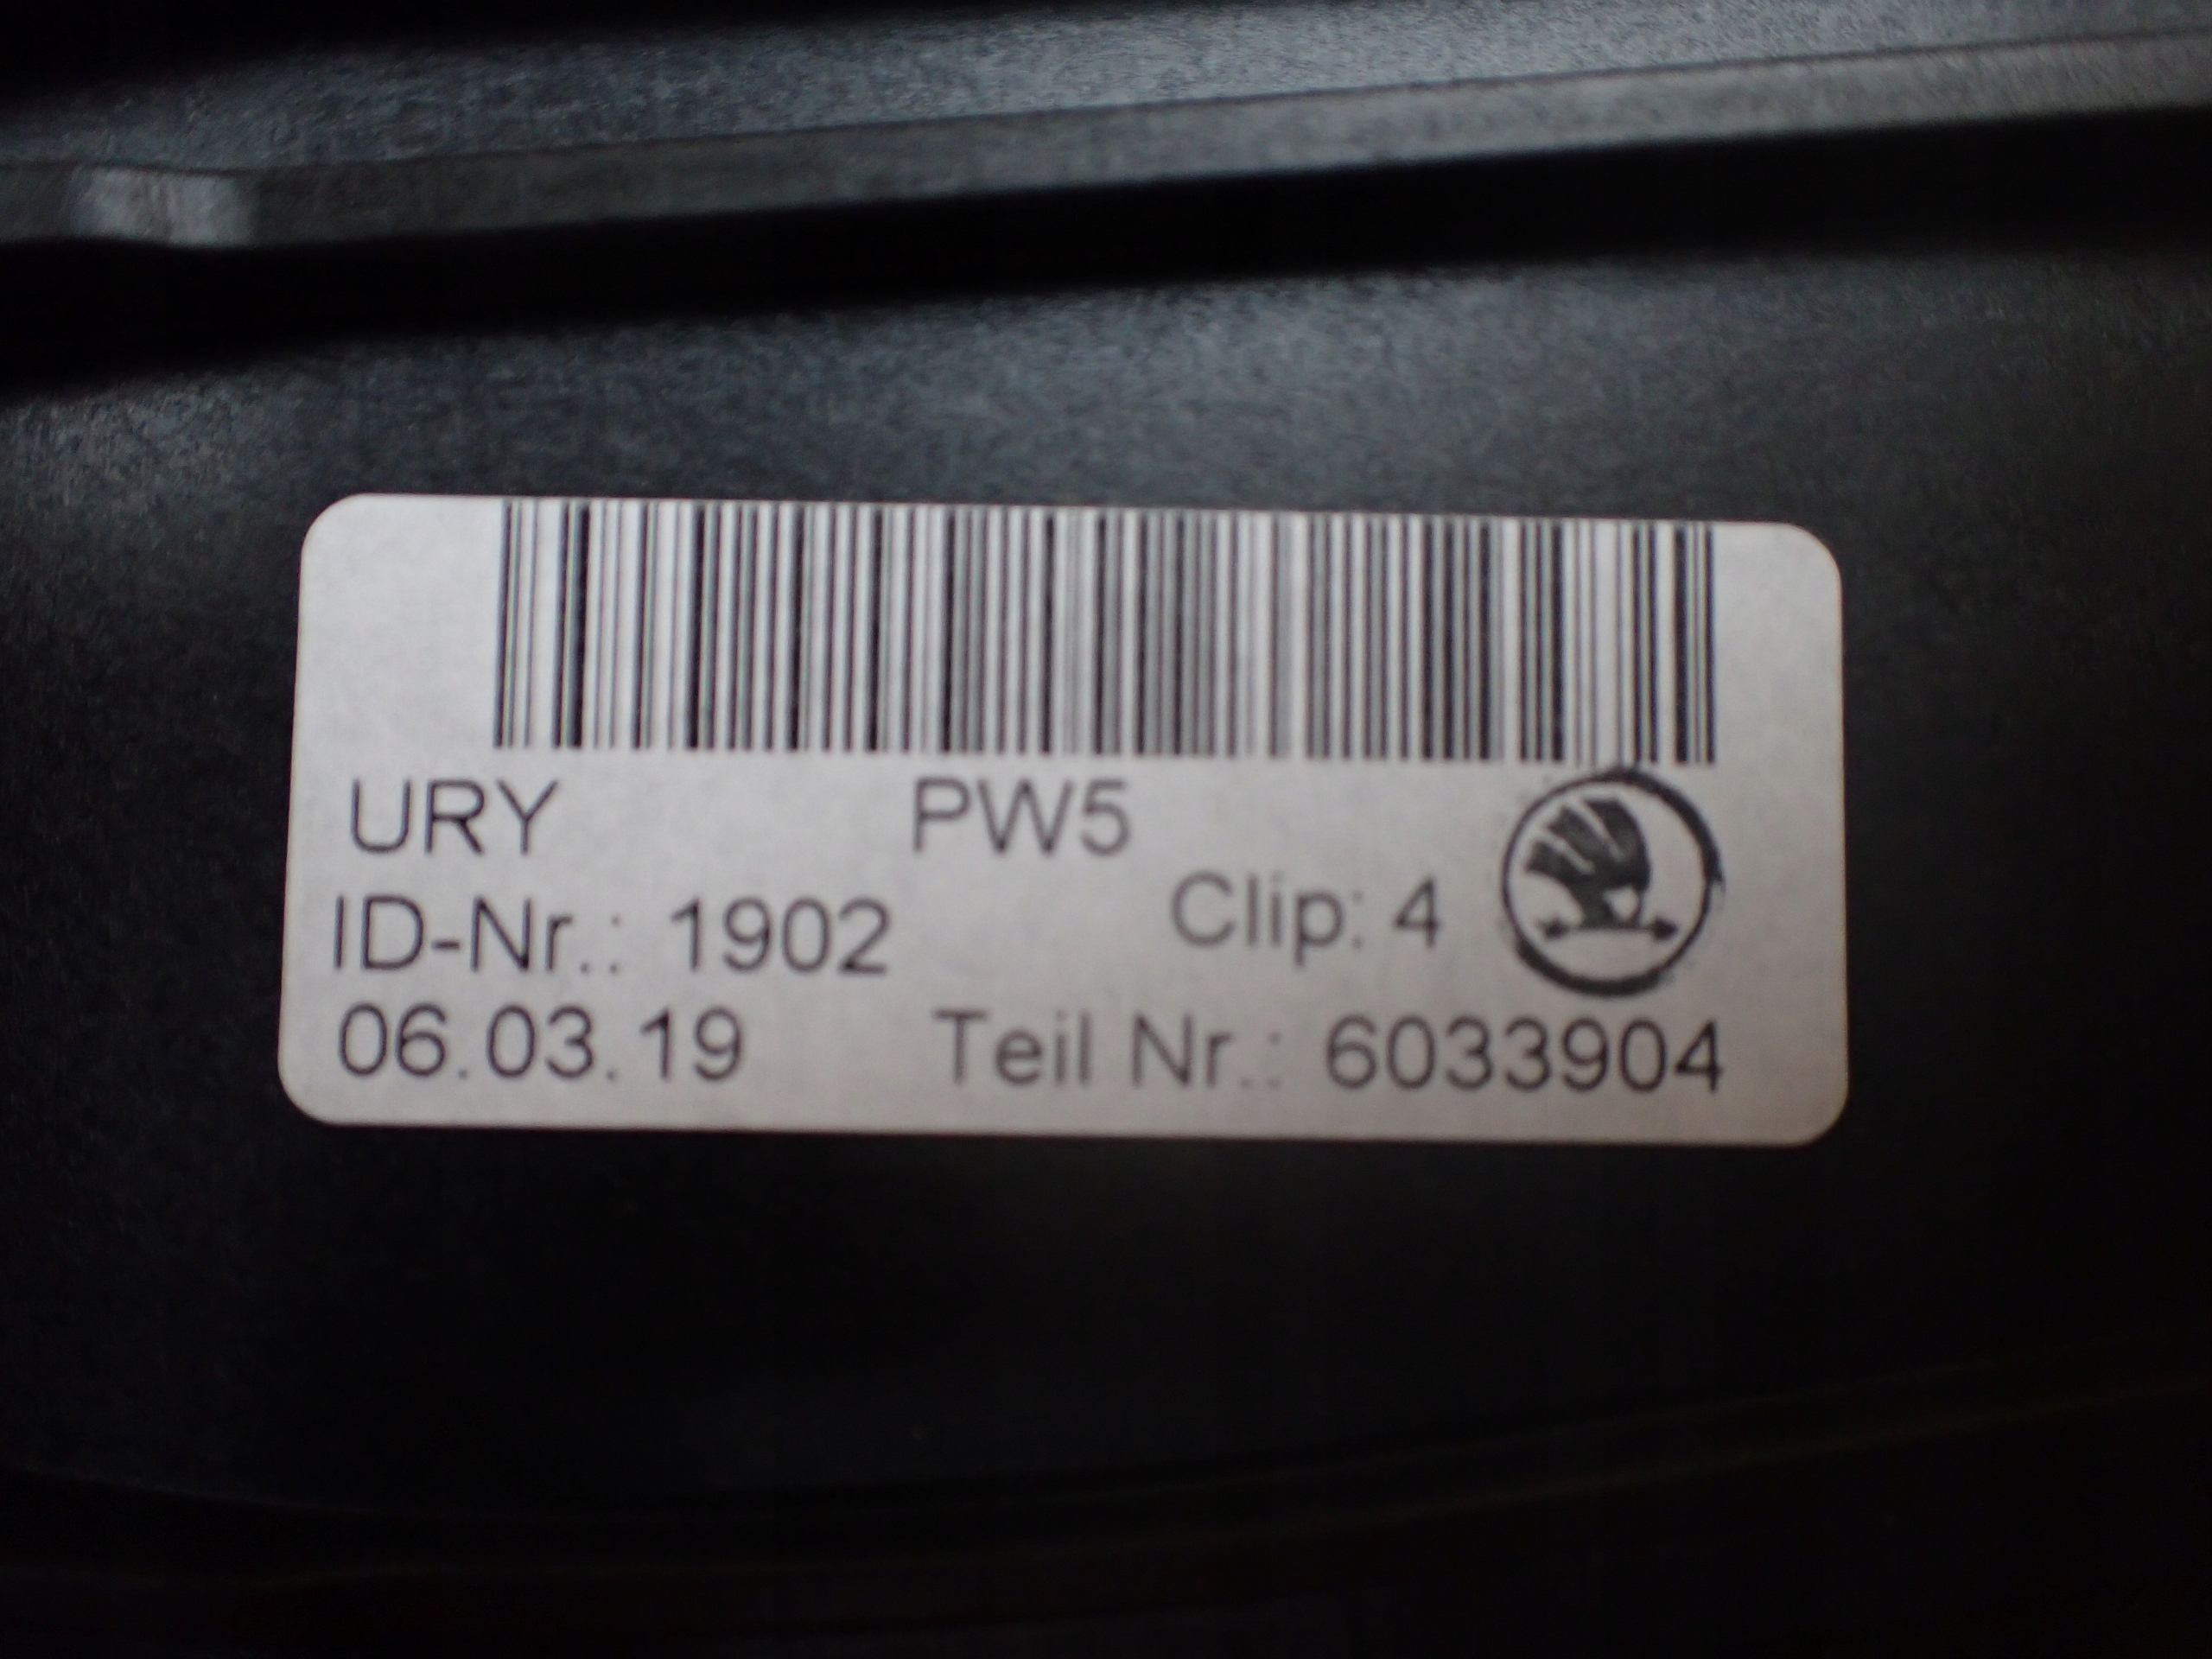 URY PW5
ID-Nr.: 1902 Clip: 4
06.03.19 Teil Nr.: 6033904